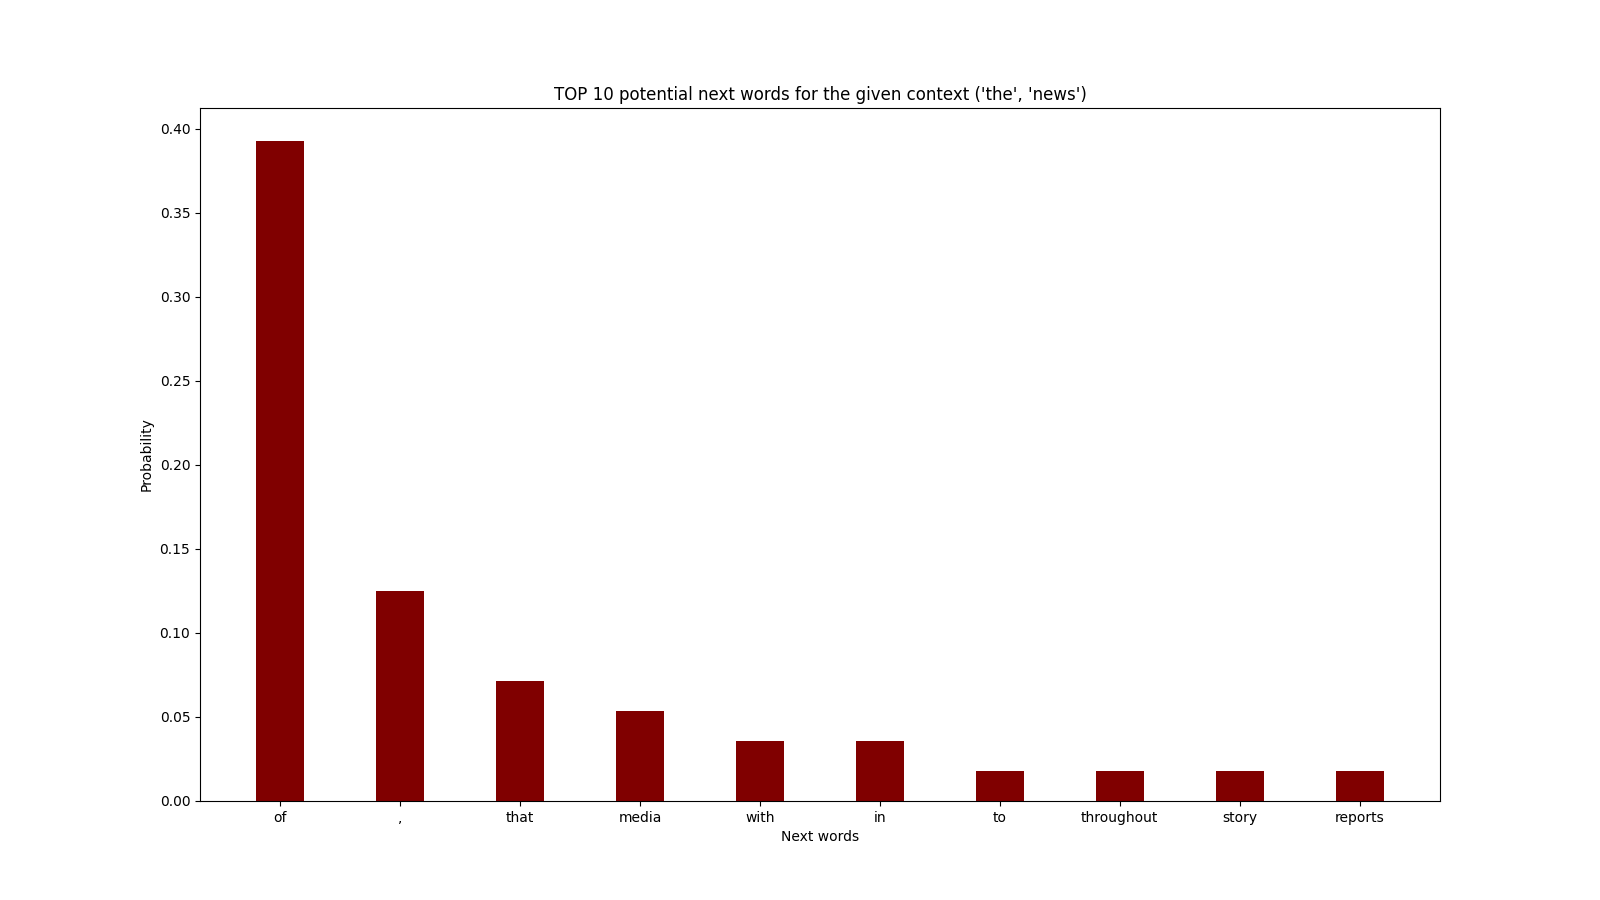 TOP 10 potential next words for the given context ('the', 'news')
0.40
0.35
0.30
0.25
0.20
0.15
0.10
0.05
0.00
Probability
of , that media with in to throughout story reports
Next words